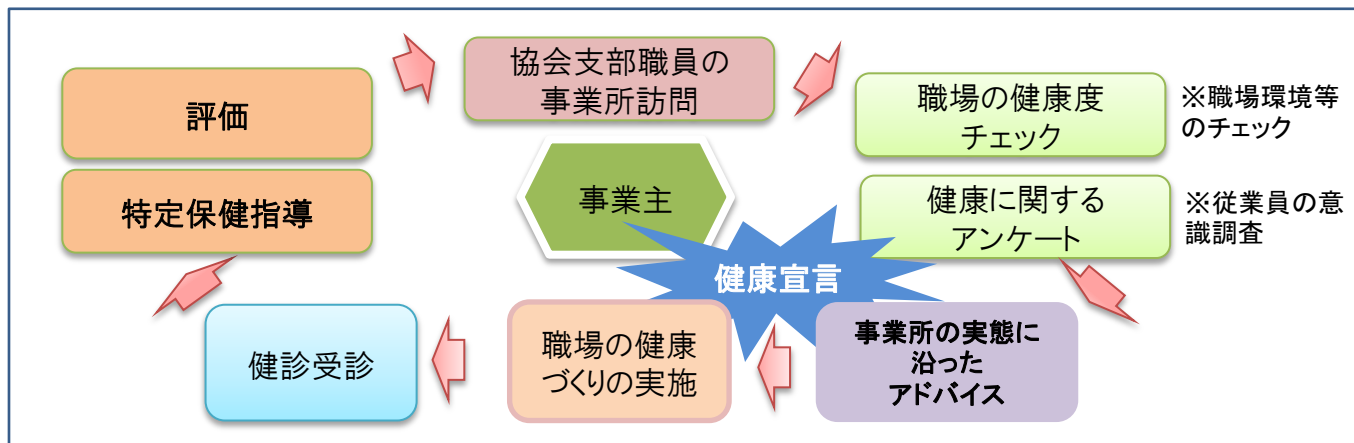 協会支部職員の
事業所訪問
職場の健康度
チェック
※職場環境等
のチェック
評価
特定保健指導
事業主
健康に関する
アンケート
※従業員の意
識調査
健康宣言
事業所の実態に
沿った
アドバイス
職場の健康
づくりの実施
健診受診